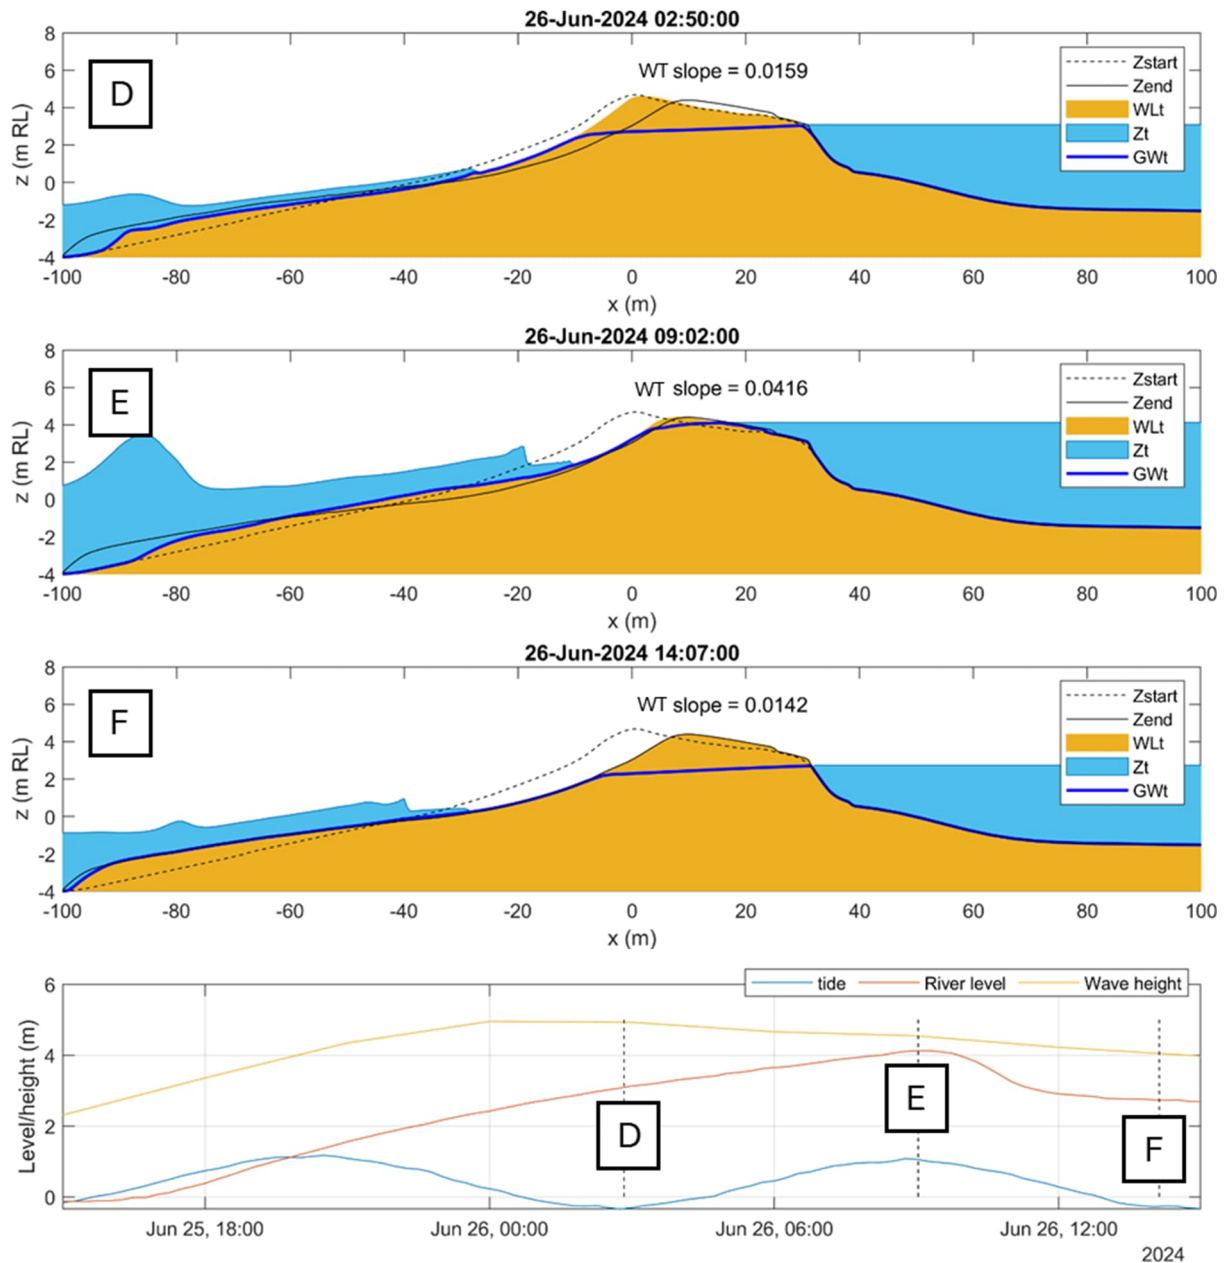 26-Jun-2024 02:50:00
8
6
4
2
0
-2
-4
z (m RL)
D
WT slope = 0.0159
Zstart
Zend
WLt
Zt
GWt
-100 -80 -60 -40 -20 0 20 40 60 80 100
x (m)
26-Jun-2024 09:02:00
8
6
4
2
0
-2
-4
z (m RL)
E
WT slope = 0.0416
Zstart
Zend
WLt
Zt
GWt
-100 -80 -60 -40 -20 0 20 40 60 80 100
x (m)
26-Jun-2024 14:07:00
8
6
4
2
0
-2
-4
z (m RL)
F
WT slope = 0.0142
Zstart
Zend
WLt
Zt
GWt
-100 -80 -60 -40 -20 0 20 40 60 80 100
x (m)
tide River level Wave height
6
4
2
0
Level/height (m)
D
E
F
Jun 25, 18:00 Jun 26, 00:00 Jun 26, 06:00 Jun 26, 12:00
2024